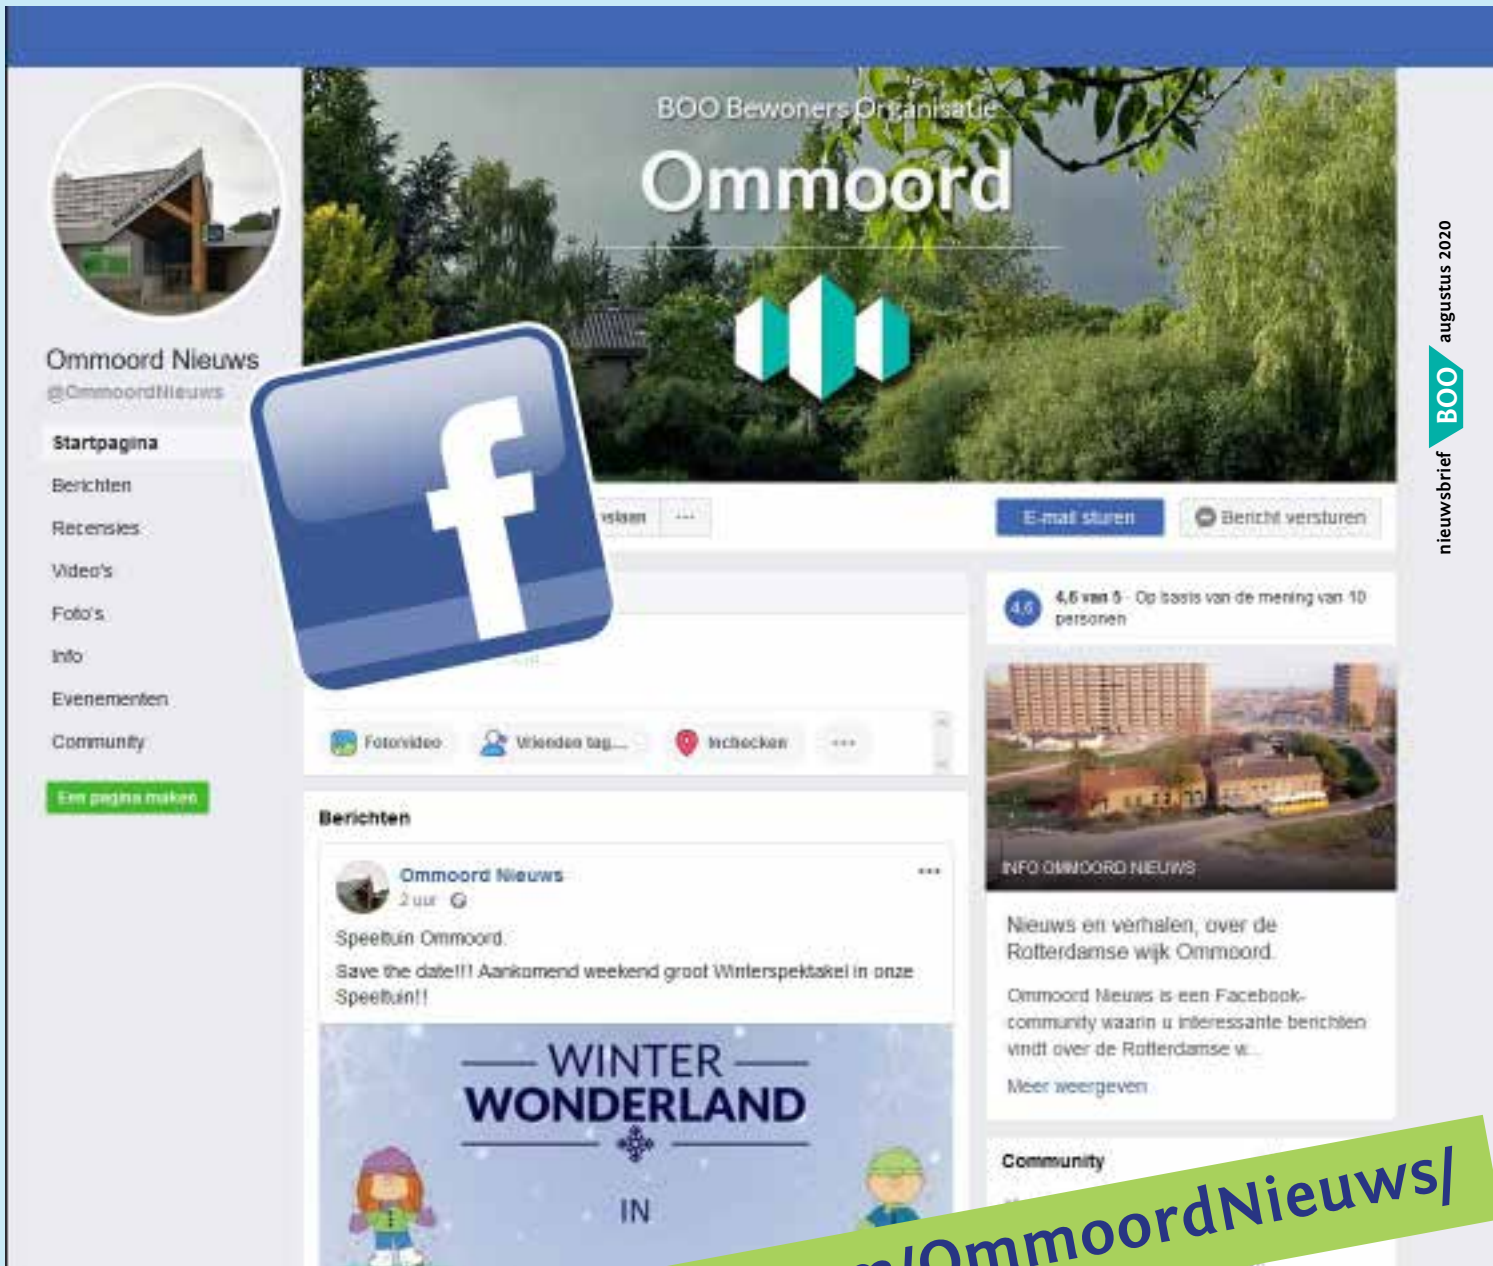 BOO Bewoners Organisatie
Ommoord
Ommoord Nieuws
@OmmoordNieuws
Startpagina
Berichten
Recensies
Video's
Foto's
Info
Evenementen
Community
Een pagina maken
f
E-mail sturen
Bericht versturen
4,6
4,6 van 5 · Op basis van de mening van 10
personen
Foto/video
Vrienden tag...
Inchecken
Berichten
Ommoord Nieuws
2 uur
Speeltuin Ommoord.
Save the date!!! Aankomend weekend groot Winterspektakel in onze
Speeltuin!!
WINTER
WONDERLAND
IN
INFO OMMOORD NIEUWS
Nieuws en verhalen, over de
Rotterdamse wijk Ommoord.
Ommoord Nieuws is een Facebook-
community waarin u interessante berichten
vindt over de Rotterdamse w...
Meer weergeven
Community
/OmmoordNieuws/
nieuwsbrief BOO augustus 2020